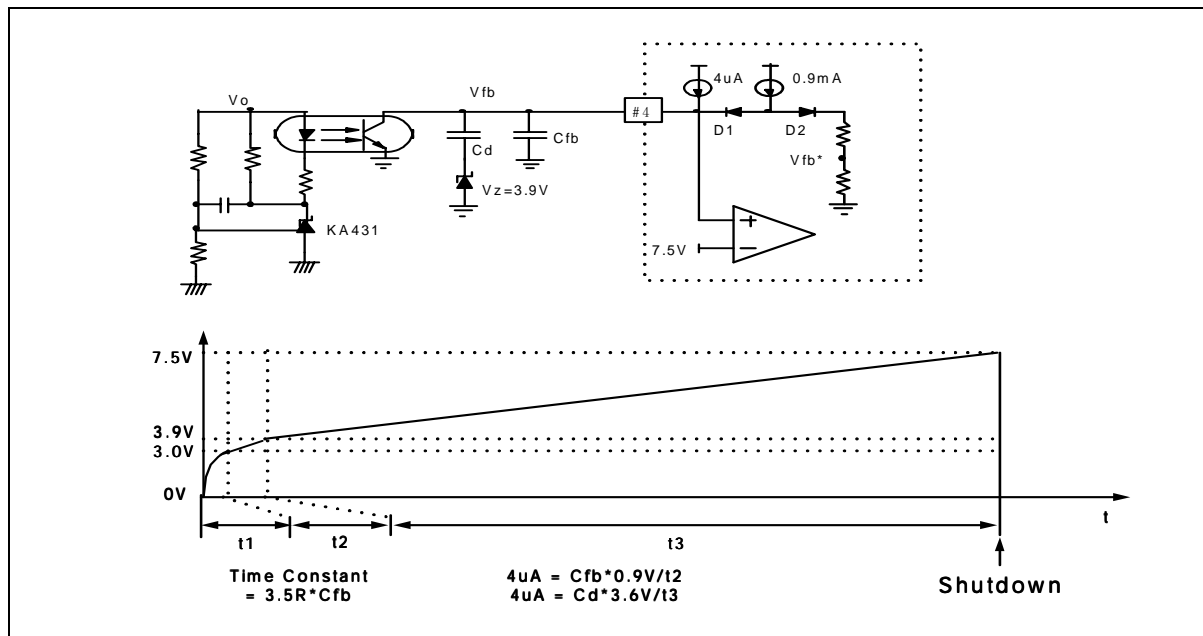 4uA
0.9mA
Vo
Vfb
#4
D1
D2
Cd
Cfb
Vfb*
Vz=3.9V
KA431
+
7.5V
−
7.5V
3.9V
3.0V
0V
t
t1
t2
t3
Time Constant
= 3.5R*Cfb
4uA = Cfb*0.9V/t2
4uA = Cd*3.6V/t3
Shutdown